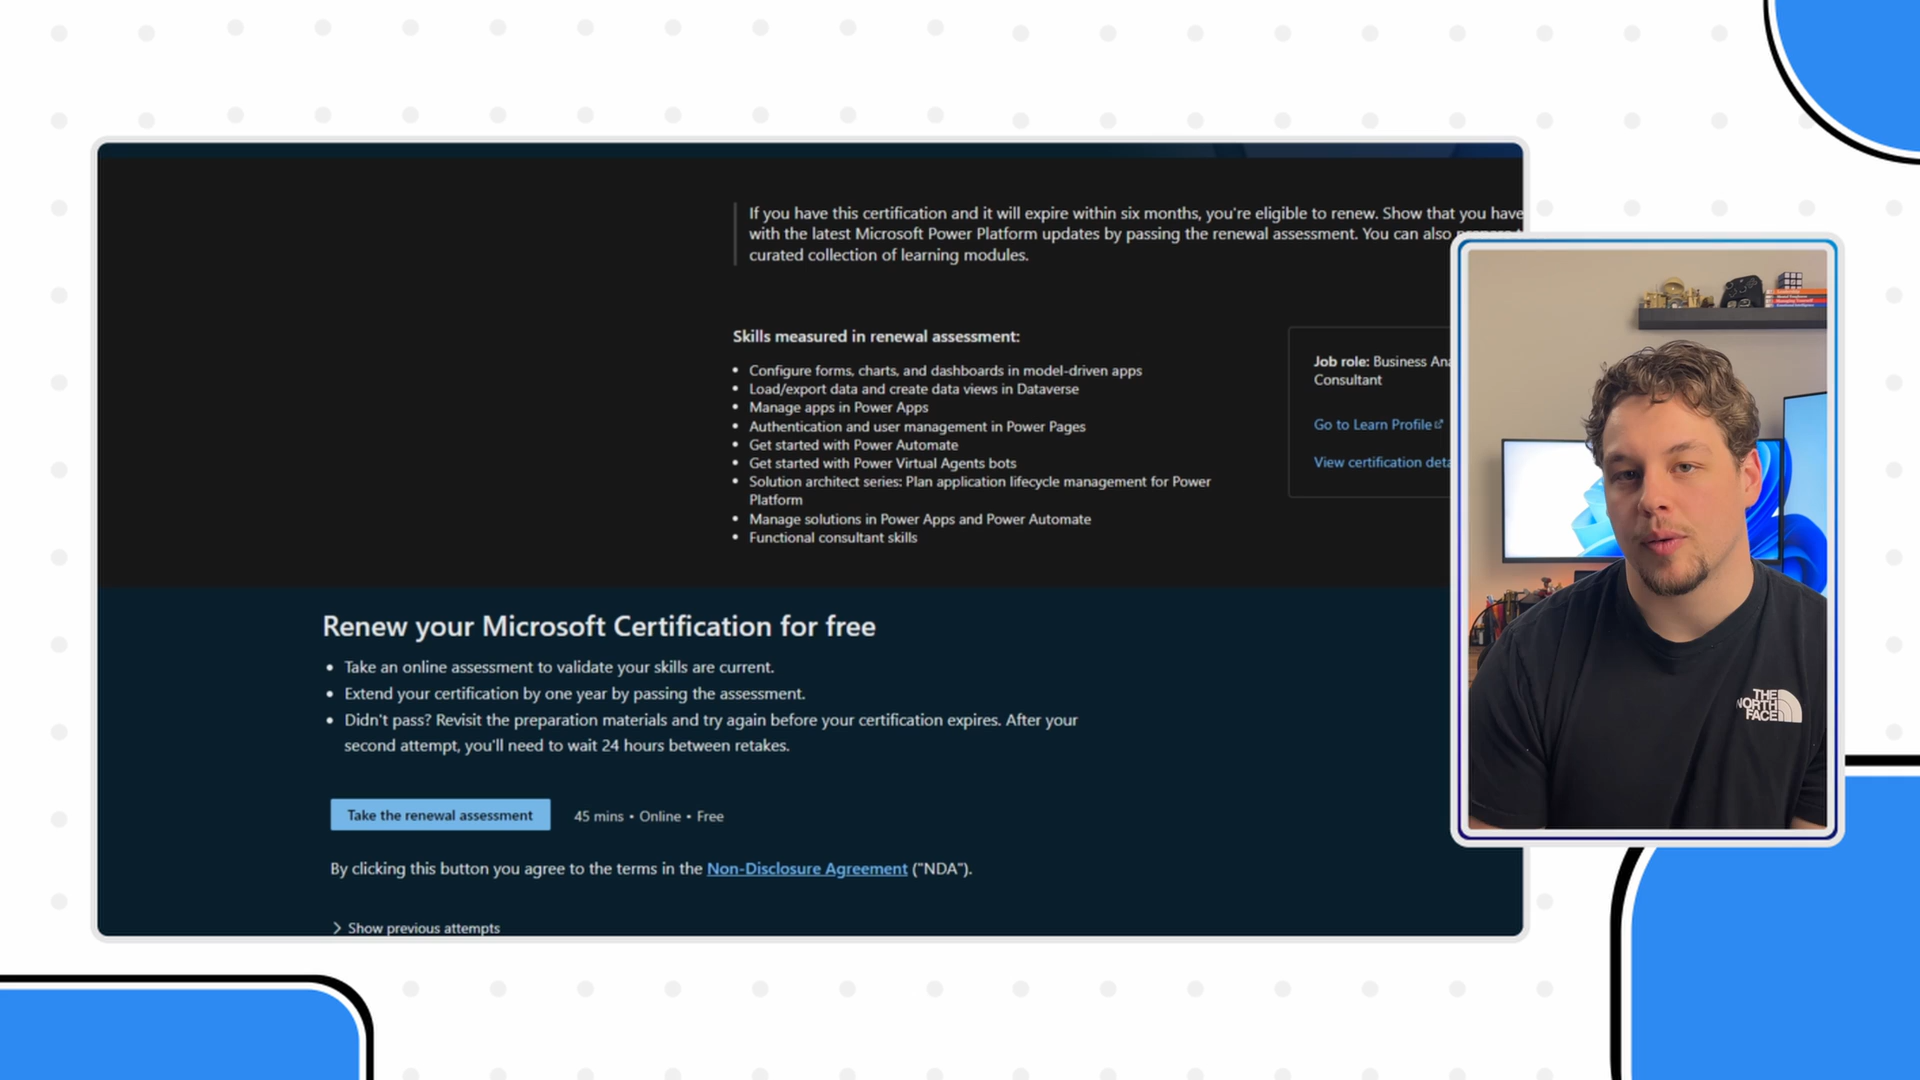 If you have this certification and it will expire within six months, you're eligible to renew. Show that you have
with the latest Microsoft Power Platform updates by passing the renewal assessment. You can also
curated collection of learning modules.
Skills measured in renewal assessment:
• Configure forms, charts, and dashboards in model-driven apps
• Load/export data and create data views in Dataverse
• Manage apps in Power Apps
• Authentication and user management in Power Pages
• Get started with Power Automate
• Get started with Power Virtual Agents bots
• Solution architect series: Plan application lifecycle management for Power
Platform
• Manage solutions in Power Apps and Power Automate
• Functional consultant skills
Job role: Business Ana
Consultant
Go to Learn Profile
View certification deta
Renew your Microsoft Certification for free
• Take an online assessment to validate your skills are current.
• Extend your certification by one year by passing the assessment.
• Didn't pass? Revisit the preparation materials and try again before your certification expires. After your
second attempt, you'll need to wait 24 hours between retakes.
Take the renewal assessment
45 mins • Online • Free
By clicking this button you agree to the terms in the Non-Disclosure Agreement ("NDA").
Show previous attempts
THE
NORTH
FACE